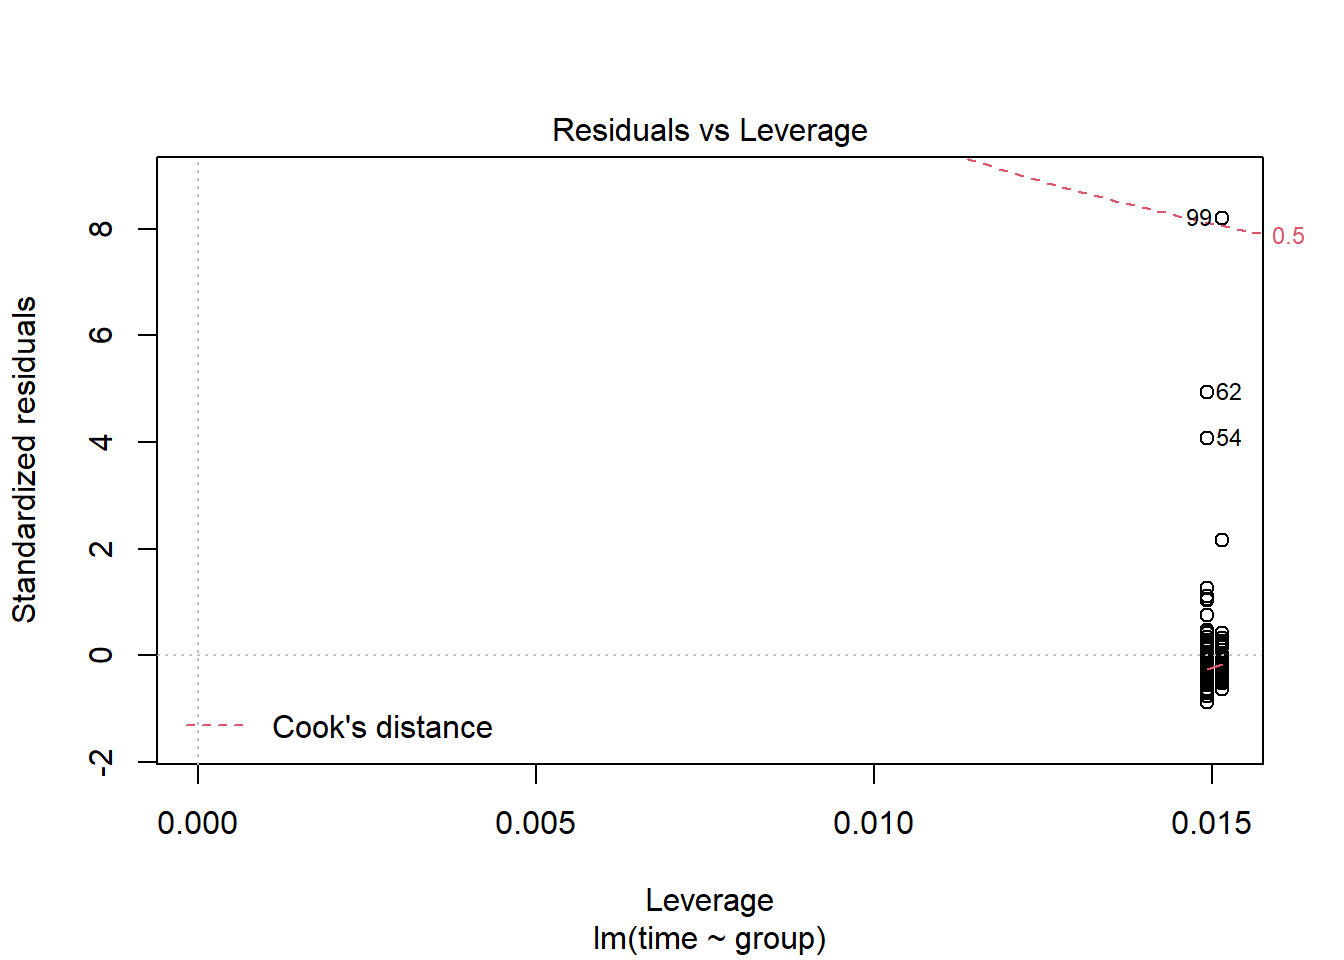 Residuals vs Leverage
Standardized residuals
8
6
4
2
0
-2
99
62
54
0.5
Cook's distance
0.000
0.005
0.010
0.015
Leverage
lm(time ~ group)